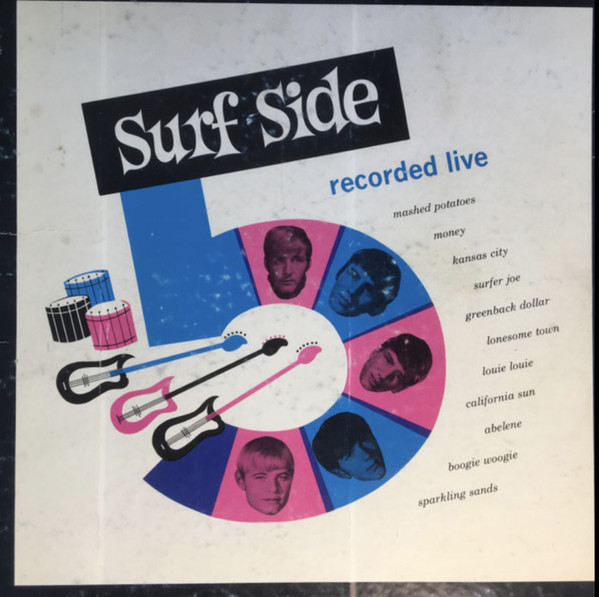 Surf Side
5
recorded live
mashed potatoes
money
kansas city
surfer joe
greenback dollar
lonesome town
louie louie
california sun
abelene
boogie woogie
sparkling sands